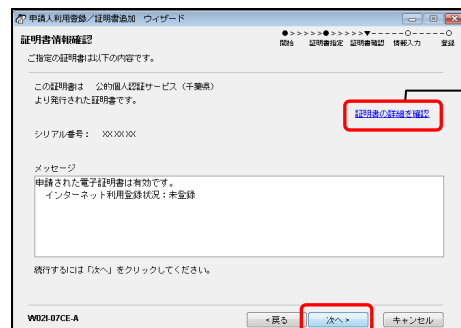 申請人利用登録／証明書追加 ウィザード
証明書情報確認
●>>>>>●>>>>>▼-----○-----○
開始 証明書指定 証明書確認 情報入力 登録
ご指定の証明書は以下の内容です。
この証明書は 公的個人認証サービス（千葉県）
より発行された証明書です。
証明書の詳細を確認
シリアル番号： XXXXXXXX
メッセージ
申請された電子証明書は有効です。
インターネット利用登録状況：未登録
続行するには「次へ」をクリックしてください。
W02I-07CE-A
<戻る
次へ>
キャンセル